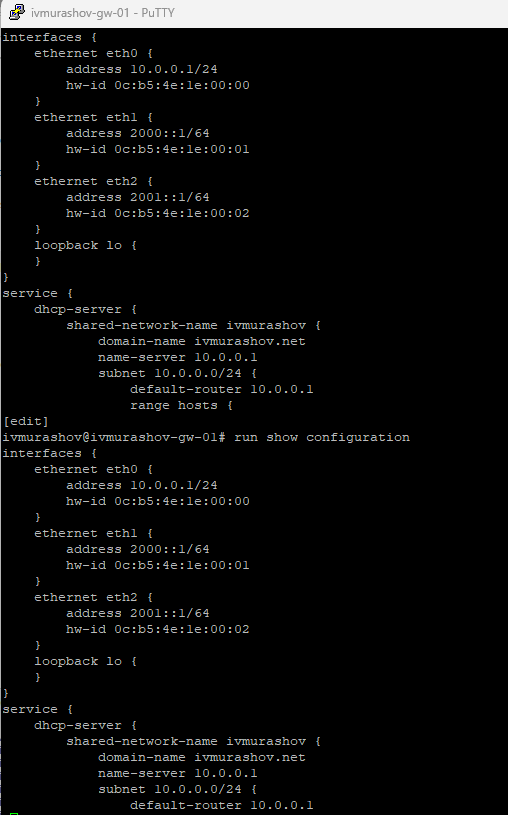 ivmurashov-gw-01 - PuTTY
interfaces {
    ethernet eth0 {
        address 10.0.0.1/24
        hw-id 0c:b5:4e:1e:00:00
    }
    ethernet eth1 {
        address 2000::1/64
        hw-id 0c:b5:4e:1e:00:01
    }
    ethernet eth2 {
        address 2001::1/64
        hw-id 0c:b5:4e:1e:00:02
    }
    loopback lo {
    }
}
service {
    dhcp-server {
        shared-network-name ivmurashov {
            domain-name ivmurashov.net
            name-server 10.0.0.1
            subnet 10.0.0.0/24 {
                default-router 10.0.0.1
                range hosts {
[edit]
ivmurashov@ivmurashov-gw-01# run show configuration
interfaces {
    ethernet eth0 {
        address 10.0.0.1/24
        hw-id 0c:b5:4e:1e:00:00
    }
    ethernet eth1 {
        address 2000::1/64
        hw-id 0c:b5:4e:1e:00:01
    }
    ethernet eth2 {
        address 2001::1/64
        hw-id 0c:b5:4e:1e:00:02
    }
    loopback lo {
    }
}
service {
    dhcp-server {
        shared-network-name ivmurashov {
            domain-name ivmurashov.net
            name-server 10.0.0.1
            subnet 10.0.0.0/24 {
                default-router 10.0.0.1